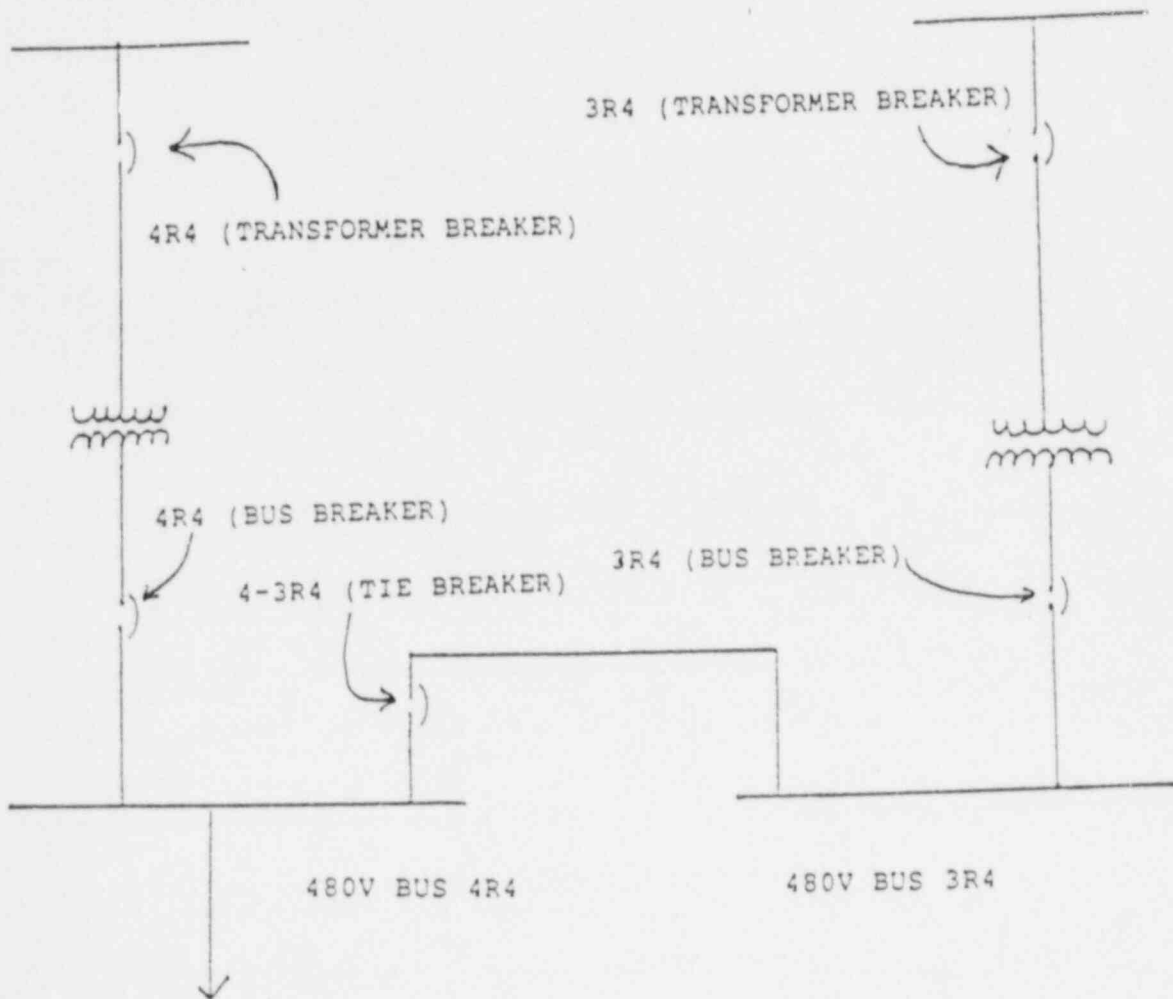 3R4 (TRANSFORMER BREAKER)
4R4 (TRANSFORMER BREAKER)
4R4 (BUS BREAKER)
3R4 (BUS BREAKER)
4-3R4 (TIE BREAKER)
480V BUS 4R4
480V BUS 3R4